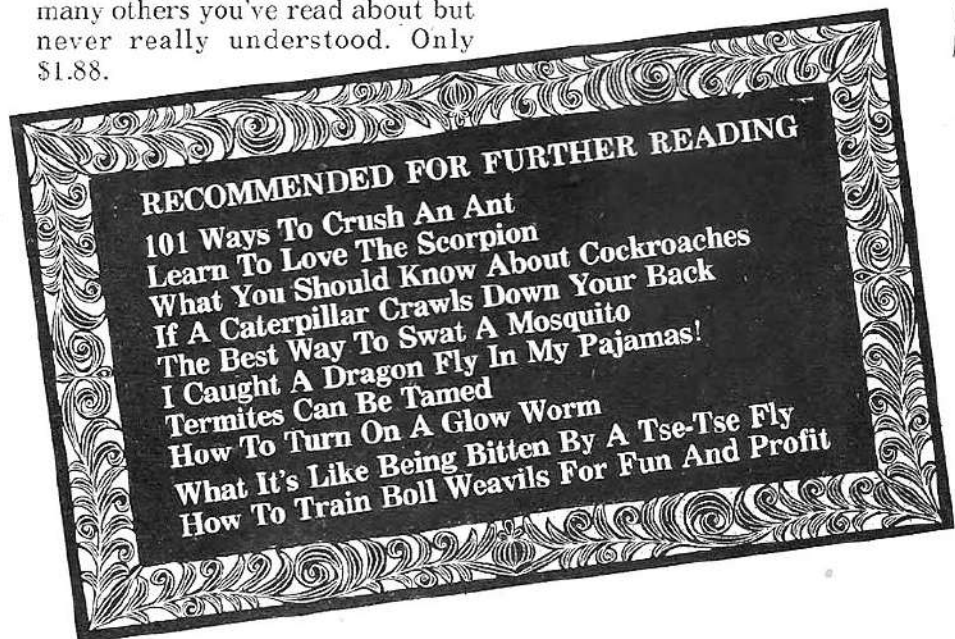 many others you've read about but
never really understood. Only
$1.88.
RECOMMENDED FOR FURTHER READING
101 Ways To Crush An Ant
Learn To Love The Scorpion
What You Should Know About Cockroaches
If A Caterpillar Crawls Down Your Back
The Best Way To Swat A Mosquito
I Caught A Dragon Fly In My Pajamas!
Termites Can Be Tamed
How To Turn On A Glow Worm
What It's Like Being Bitten By A Tse-Tse Fly
How To Train Boll Weavils For Fun And Profit